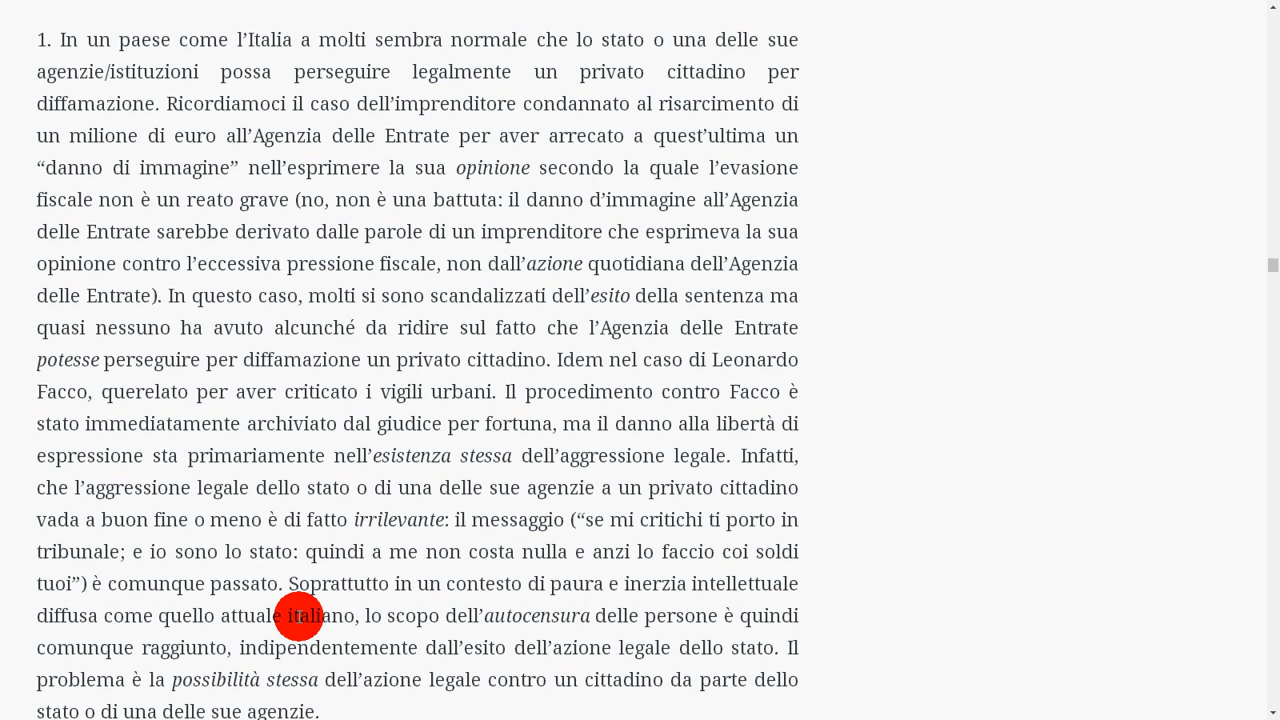 1. In un paese come l’Italia a molti sembra normale che lo stato o una delle sue
agenzie/istituzioni possa perseguire legalmente un privato cittadino per
diffamazione. Ricordiamoci il caso dell’imprenditore condannato al risarcimento di
un milione di euro all’Agenzia delle Entrate per aver arrecato a quest’ultima un
“danno di immagine” nell’esprimere la sua opinione secondo la quale l’evasione
fiscale non è un reato grave (no, non è una battuta: il danno d’immagine all’Agenzia
delle Entrate sarebbe derivato dalle parole di un imprenditore che esprimeva la sua
opinione contro l’eccessiva pressione fiscale, non dall’azione quotidiana dell’Agenzia
delle Entrate). In questo caso, molti si sono scandalizzati dell’esito della sentenza ma
quasi nessuno ha avuto alcunché da ridire sul fatto che l’Agenzia delle Entrate
potesse perseguire per diffamazione un privato cittadino. Idem nel caso di Leonardo
Facco, querelato per aver criticato i vigili urbani. Il procedimento contro Facco è
stato immediatamente archiviato dal giudice per fortuna, ma il danno alla libertà di
espressione sta primariamente nell’esistenza stessa dell’aggressione legale. Infatti,
che l’aggressione legale dello stato o di una delle sue agenzie a un privato cittadino
vada a buon fine o meno è di fatto irrilevante: il messaggio (“se mi critichi ti porto in
tribunale; e io sono lo stato: quindi a me non costa nulla e anzi lo faccio coi soldi
tuoi”) è comunque passato. Soprattutto in un contesto di paura e inerzia intellettuale
diffusa come quello attuale italiano, lo scopo dell’autocensura delle persone è quindi
comunque raggiunto, indipendentemente dall’esito dell’azione legale dello stato. Il
problema è la possibilità stessa dell’azione legale contro un cittadino da parte dello
stato o di una delle sue agenzie.